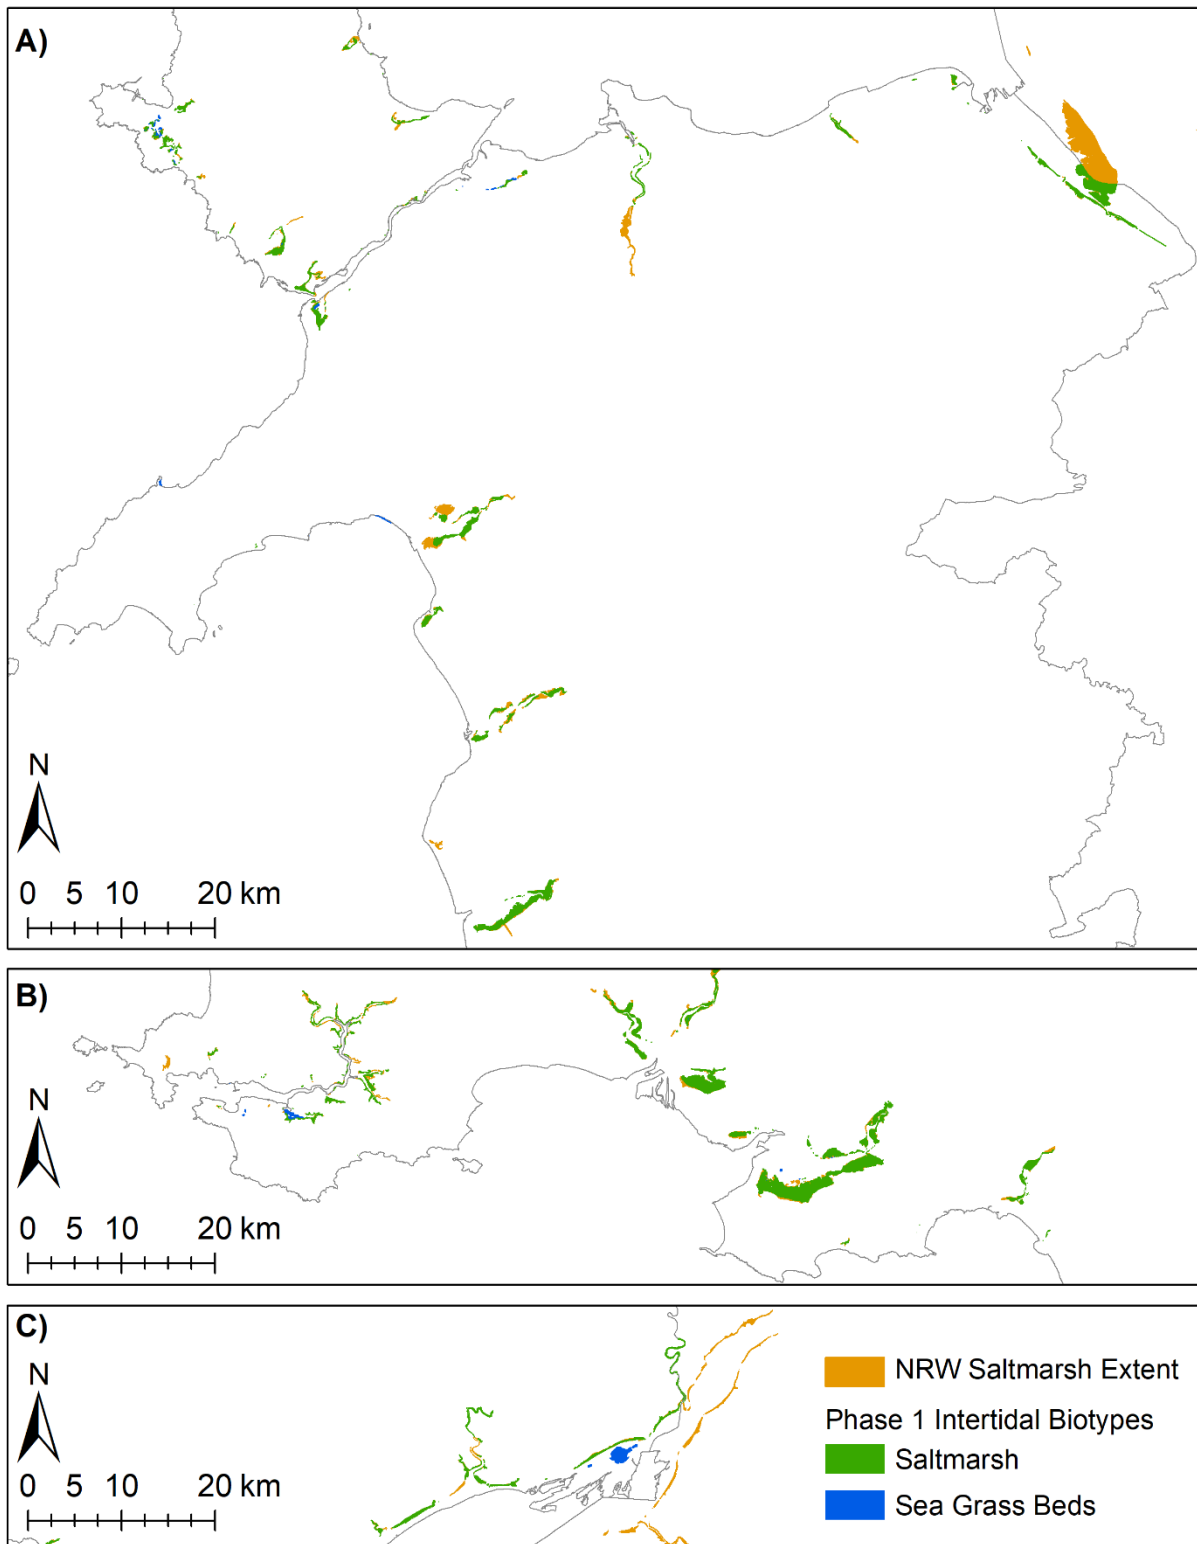 A)
N
0 5 10 20 km
B)
N
0 5 10 20 km
C)
N
0 5 10 20 km
NRW Saltmarsh Extent
Phase 1 Intertidal Biotypes
Saltmarsh
Sea Grass Beds